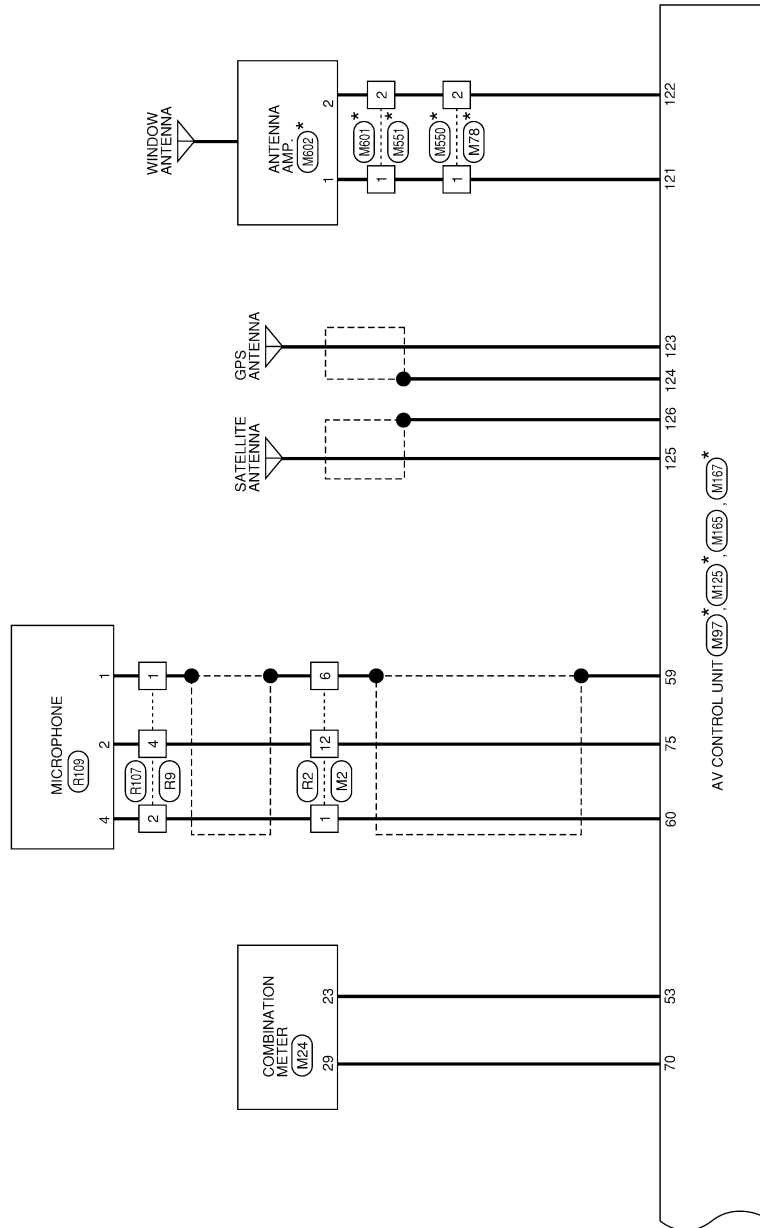 COMBINATION
METER
M24
29 23
70 53
MICROPHONE
R109
4 2 1
2 R107 4 1
R9
1 R2 12 6
M2
60 75 59
SATELLITE
ANTENNA
125 126
GPS
ANTENNA
124 123
WINDOW
ANTENNA
ANTENNA
AMP.
M602 *
1 2
1 M601 * 2
M551 *
1 M550 * 2
M78 *
121 122
AV CONTROL UNIT M97 *, M125 *, M165, M167 *